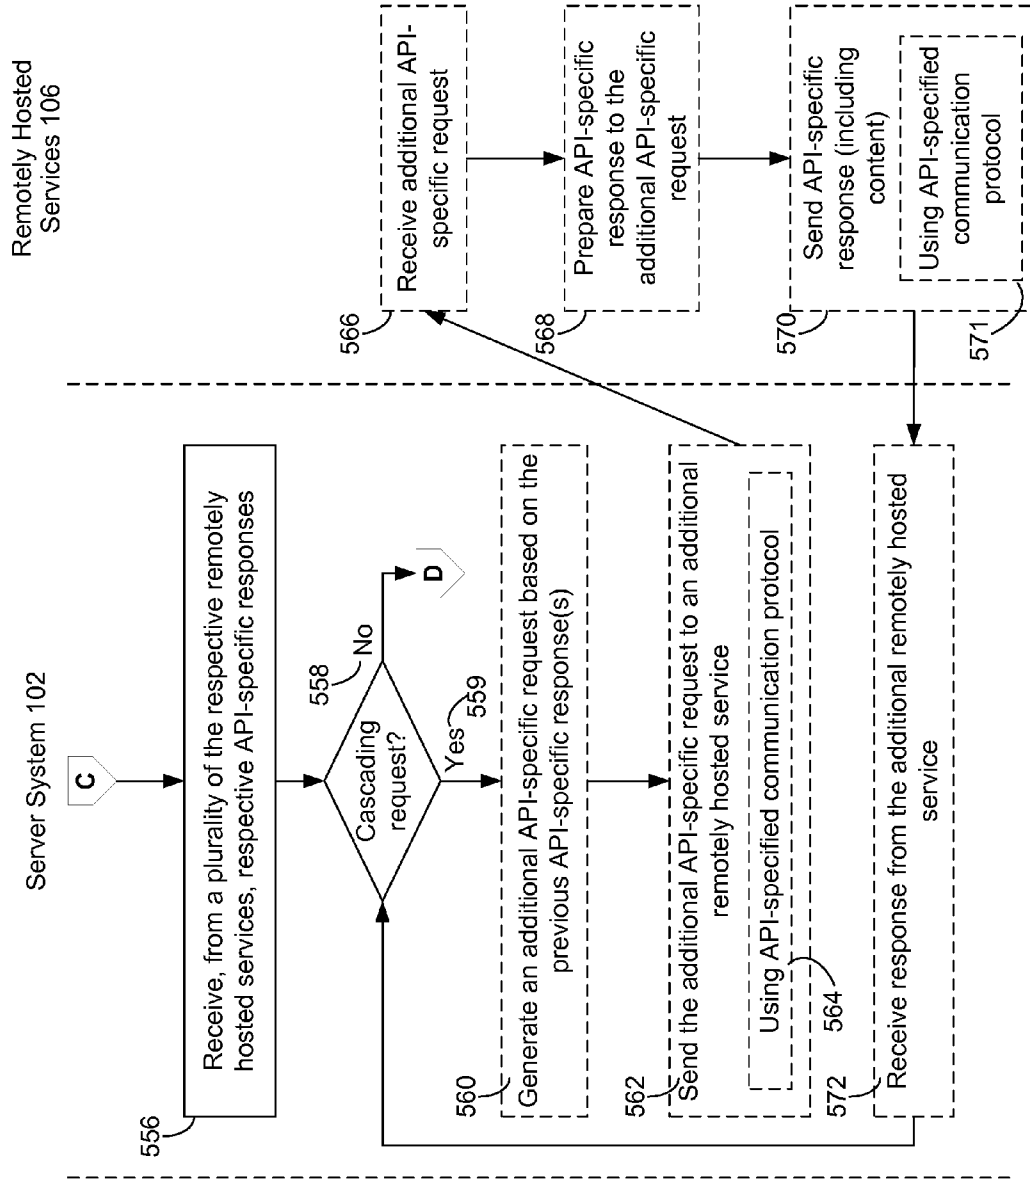 Server System 102
Remotely Hosted
Services 106
C
556
Receive, from a plurality of the respective remotely
hosted services, respective API-specific responses
Cascading
request?
558
No
D
Yes
559
560
Generate an additional API-specific request based on the
previous API-specific response(s)
562
Send the additional API-specific request to an additional
remotely hosted service
Using API-specified communication protocol
564
566
Receive additional API-
specific request
568
Prepare API-specific
response to the
additional API-specific
request
570
Send API-specific
response (including
content)
Using API-specified
communication
protocol
571
572
Receive response from the additional remotely hosted
service